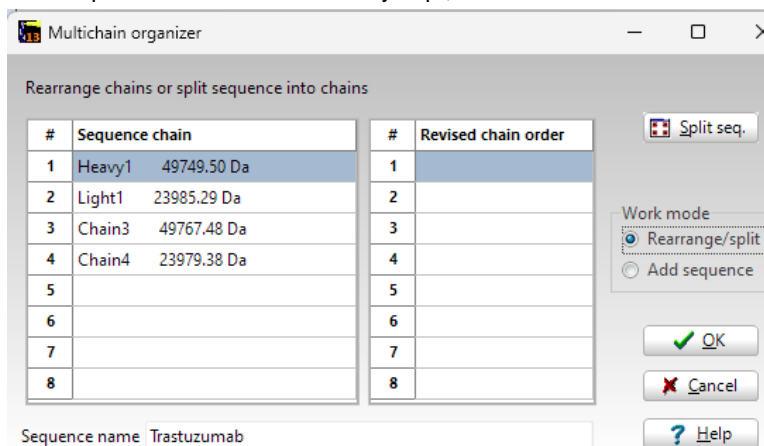 Multichain organizer
Rearrange chains or split sequence into chains
# Sequence chain # Revised chain order Split seq.
1 Heavy1 49749.50 Da 1
2 Light1 23985.29 Da 2
Work mode
3 Chain3 49767.48 Da 3
Rearrange/split
4 Chain4 23979.38 Da 4
Add sequence
5 5
6 6
7 7
OK
8 8
Cancel
Sequence name Trastuzumab
Help